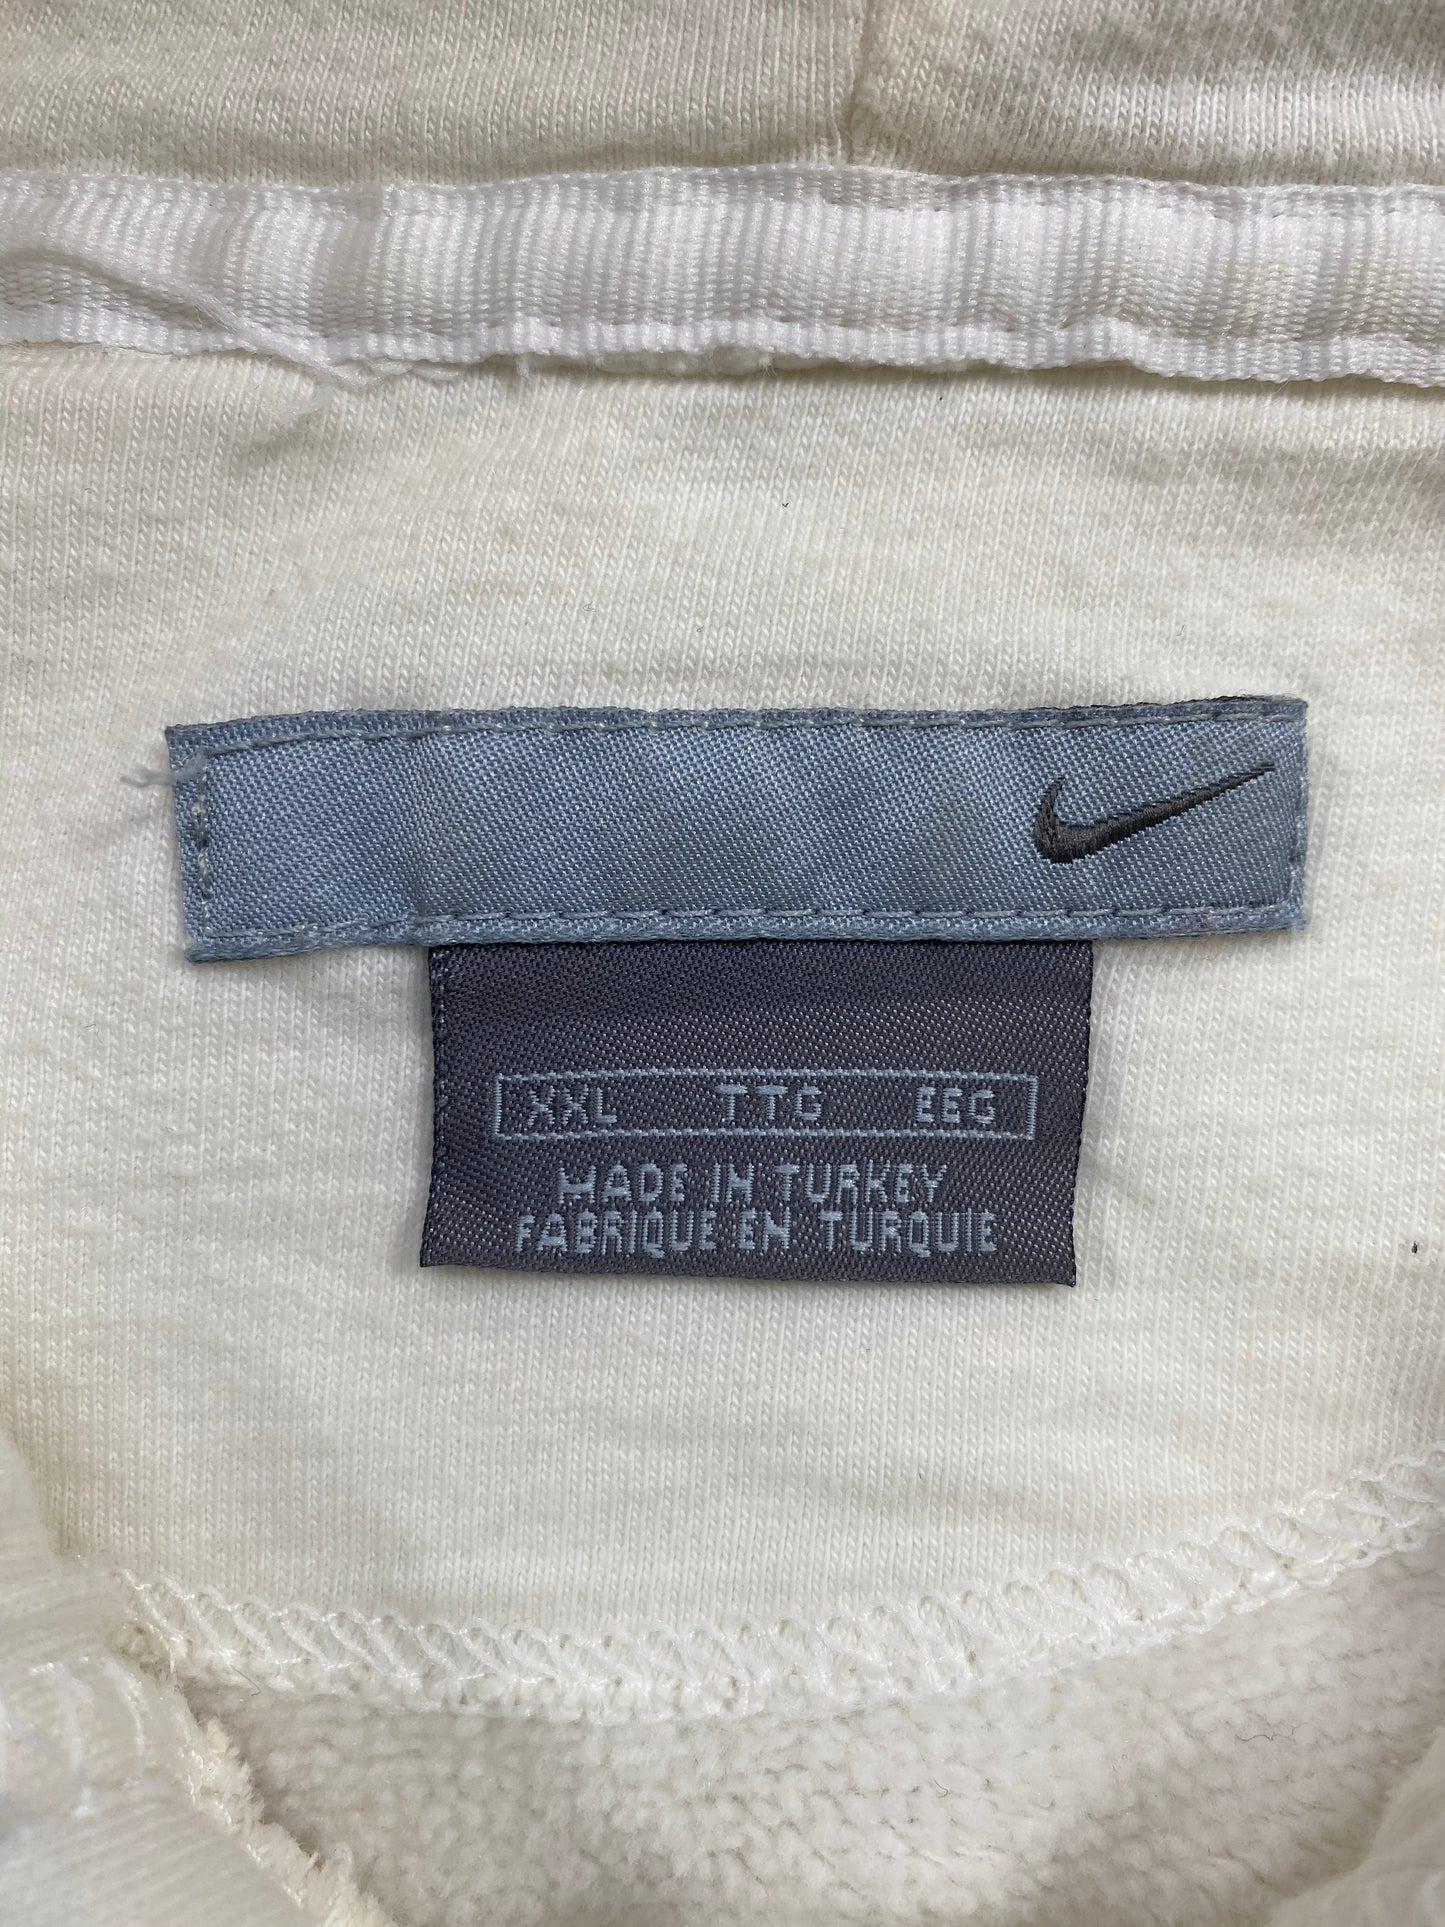 XXL TTG EEG
MADE IN TURKEY
FABRIQUE EN TURQUIE